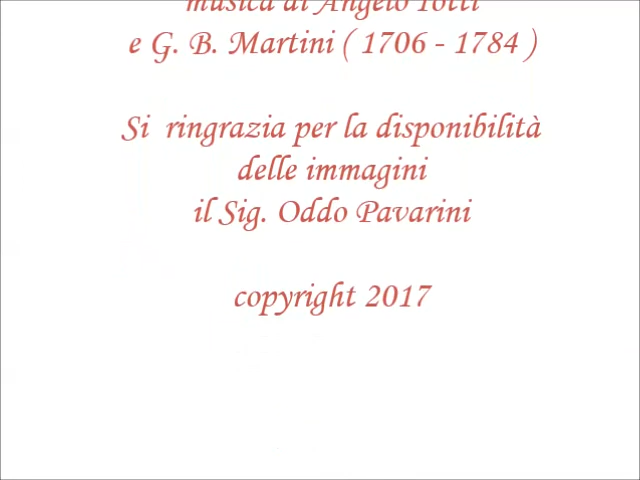 musica di Angelo
e G. B. Martini ( 1706 - 1784 )
Si ringrazia per la disponibilità
delle immagini
il Sig. Oddo Pavarini
copyright 2017